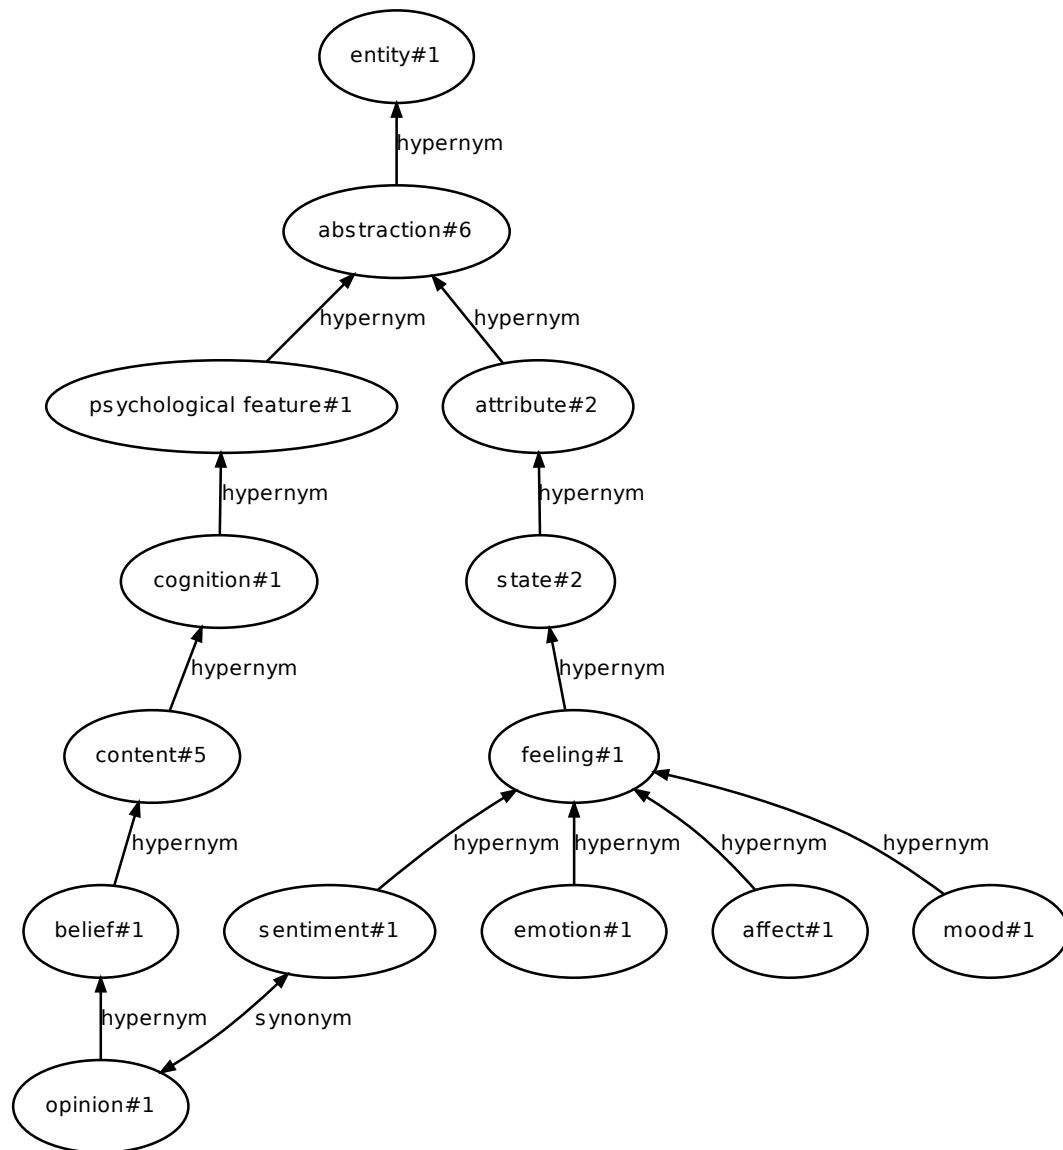 entity#1
hypernym
abstraction#6
hypernym
hypernym
psychological feature#1
attribute#2
hypernym
hypernym
cognition#1
state#2
hypernym
hypernym
content#5
feeling#1
hypernym
hypernym
hypernym
hypernym
hypernym
belief#1
sentiment#1
emotion#1
affect#1
mood#1
hypernym
synonym
opinion#1